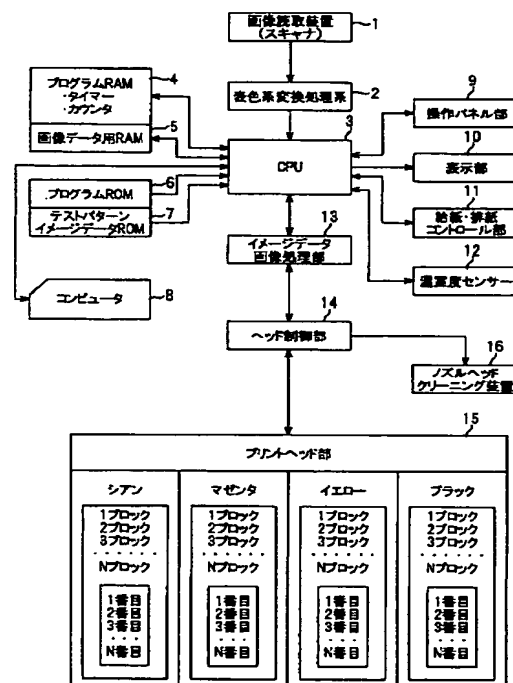 画像読取装置
(スキャナ)
1
表色系変換処理系
2
3
CPU
プログラムRAM
・タイマー
・カウンタ
4
5
画像データ用RAM
6
プログラムROM
7
テストパターン
イメージデータROM
コンピュータ
8
9
操作パネル部
10
表示部
11
給紙・排紙
コントロール部
12
温湿度センサー
13
イメージデータ
画像処理部
14
ヘッド制御部
16
ノズルヘッド
クリーニング装置
15
プリントヘッド部
シアン
マゼンタ
イエロー
ブラック
1ブロック
2ブロック
3ブロック
・・・・・
Nブロック
1番目
2番目
3番目
・・・
N番目
1ブロック
2ブロック
3ブロック
・・・・・
Nブロック
1番目
2番目
3番目
・・・
N番目
1ブロック
2ブロック
3ブロック
・・・・・
Nブロック
1番目
2番目
3番目
・・・
N番目
1ブロック
2ブロック
3ブロック
・・・・・
Nブロック
1番目
2番目
3番目
・・・
N番目